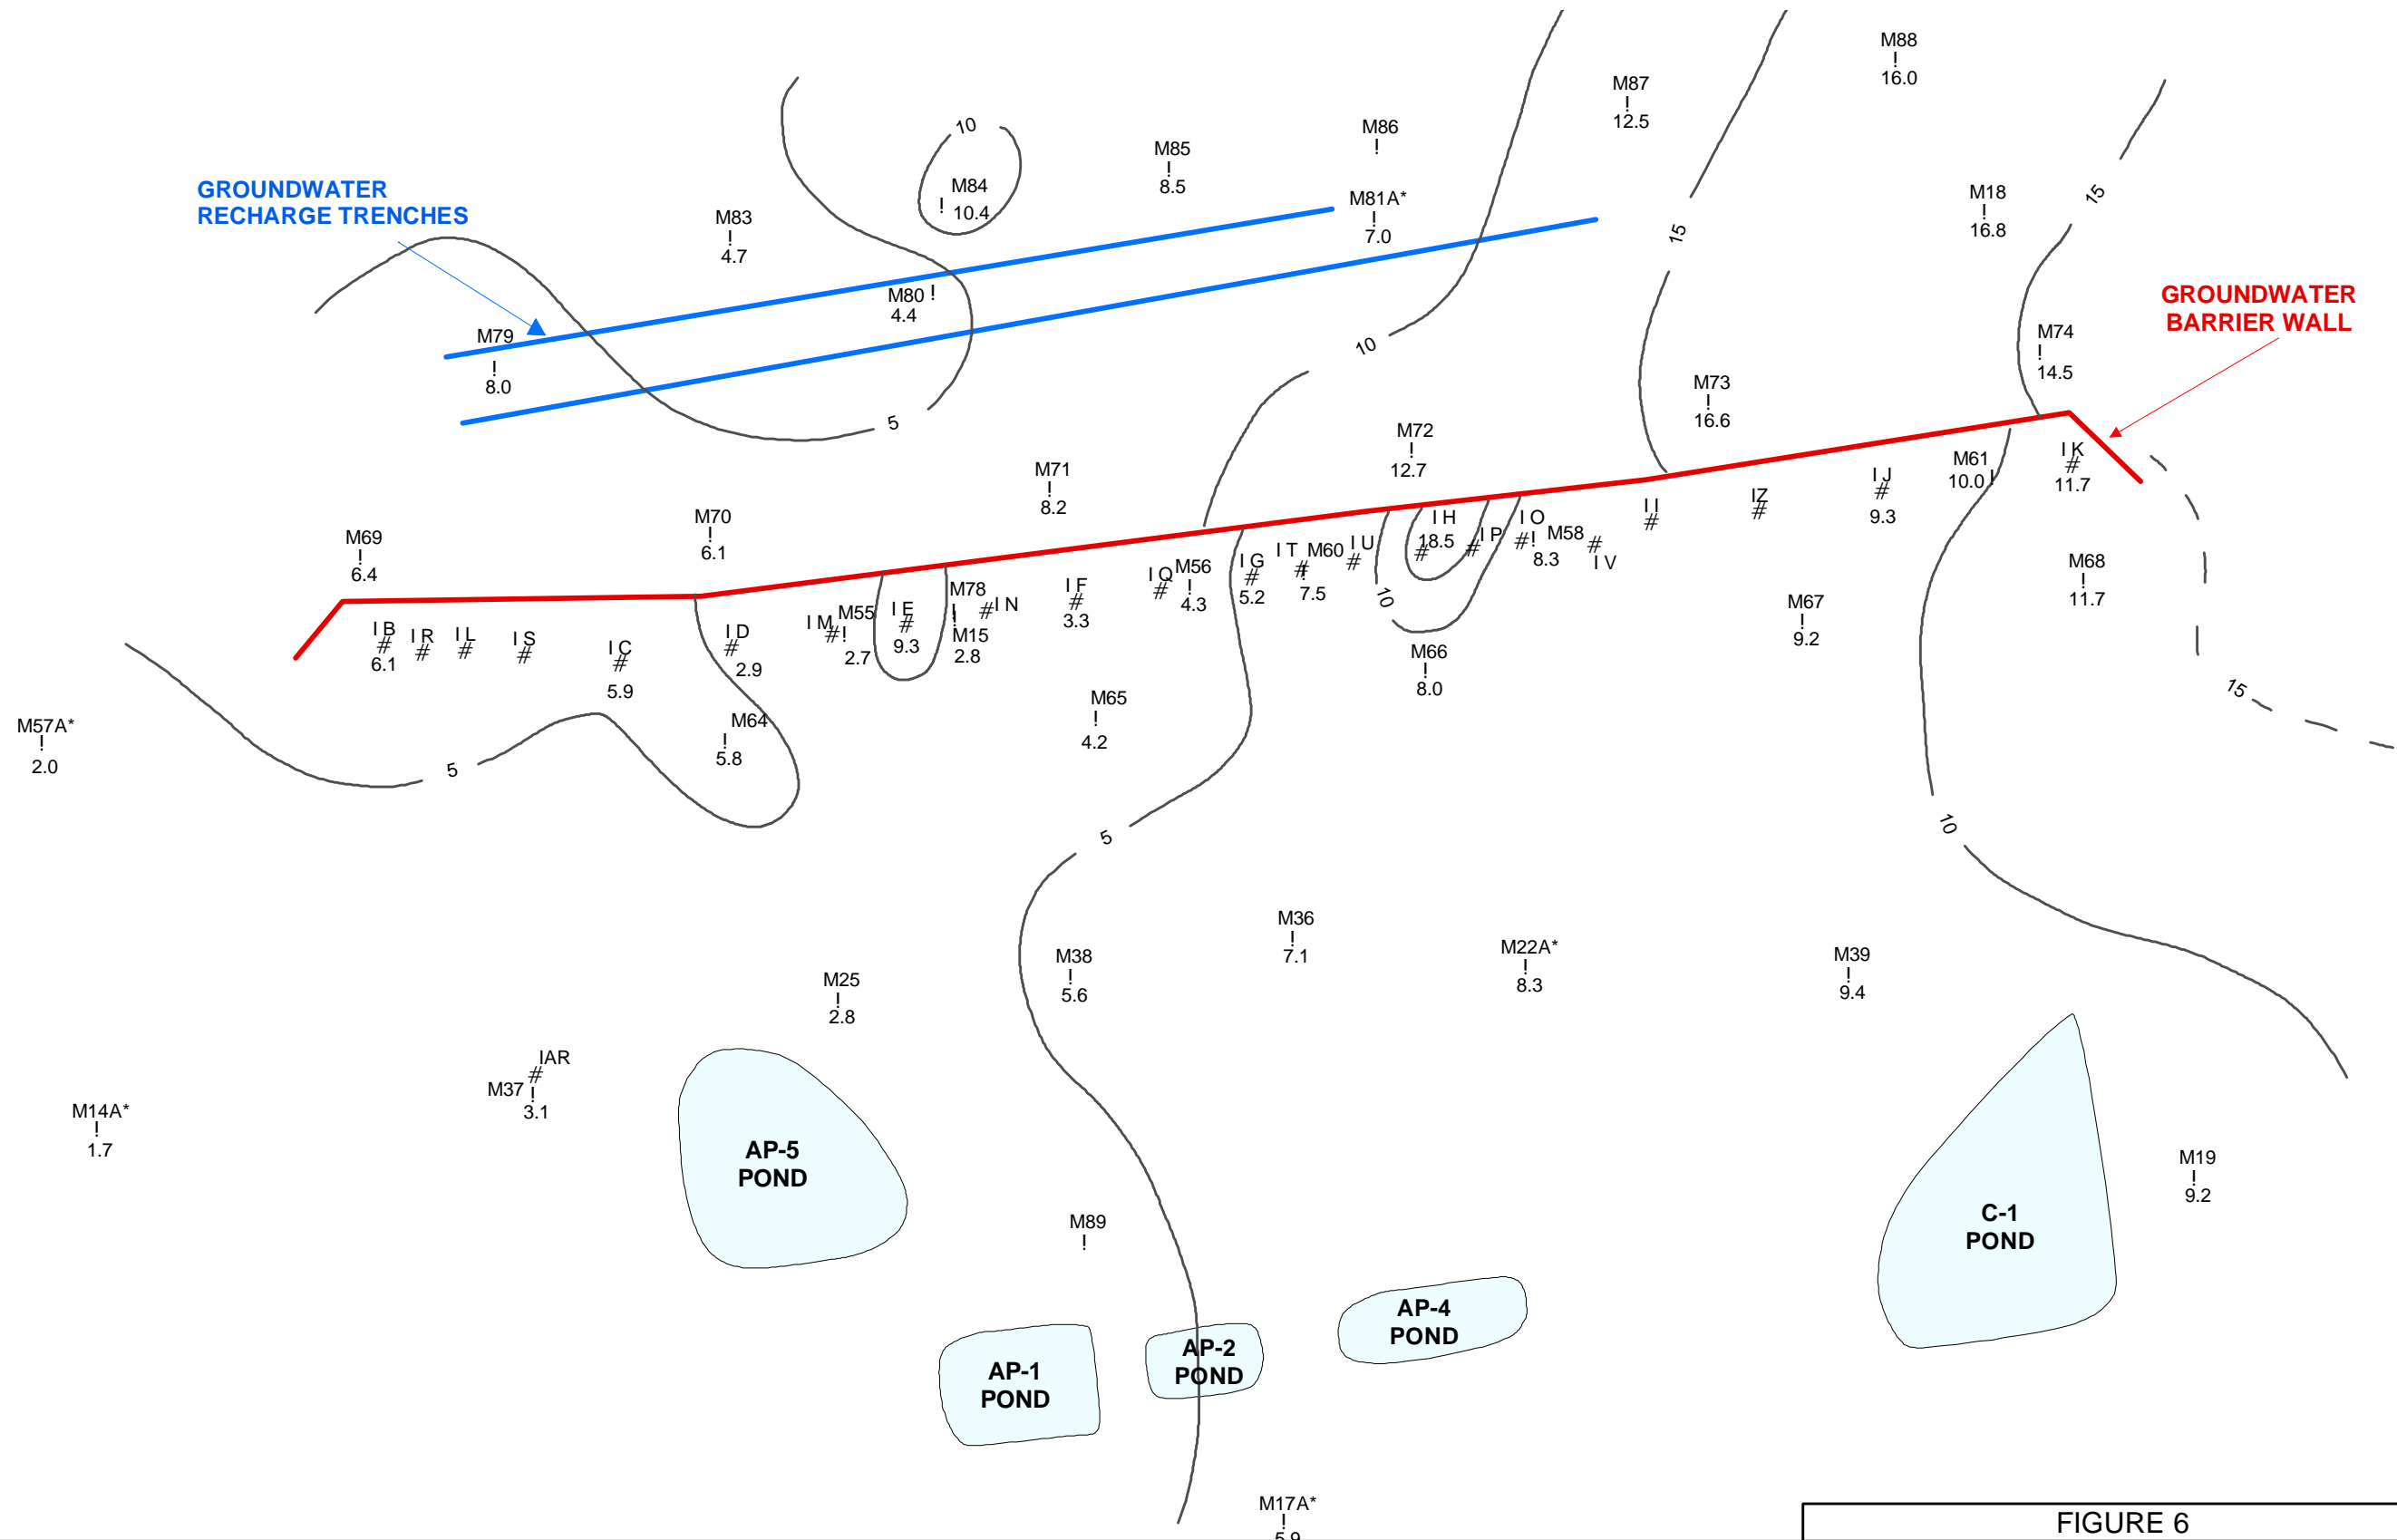 M88
16.0
M87
12.5
10
M86
M85
8.5
M84
10.4
GROUNDWATER
RECHARGE TRENCHES
M83
4.7
M81A*
7.0
M18
16.8
15
15
M80
4.4
GROUNDWATER
BARRIER WALL
M79
8.0
10
M74
14.5
M73
16.6
5
M72
12.7
M71
8.2
M70
6.1
M69
6.4
I K
11.7
M61
10.0
I J
9.3
IZ
I I
I H
18.5
I P
I O
M58
8.3
I V
I U
M60
I T
7.5
I G
5.2
M56
4.3
I Q
I F
3.3
M78
I N
M15
2.8
I E
9.3
M55
I M
2.7
I D
2.9
I C
5.9
I S
I L
I R
I B
6.1
10
M68
11.7
M67
9.2
M66
8.0
15
M65
4.2
M64
5.8
M57A*
2.0
5
5
10
M36
7.1
M22A*
8.3
M39
9.4
M38
5.6
M25
2.8
IAR
M37
3.1
M14A*
1.7
AP-5
POND
M19
9.2
M89
C-1
POND
AP-4
POND
AP-2
POND
AP-1
POND
M17A*
5.9
FIGURE 6